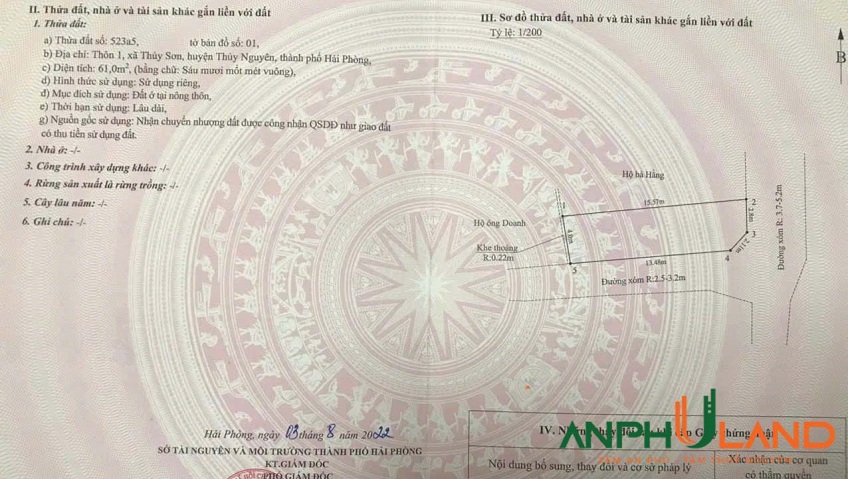 II. Thửa đất, nhà ở và tài sản khác gắn liền với đất
1. Thửa đất:
a) Thửa đất số: 523a5, tờ bản đồ số: 01,
b) Địa chỉ: Thôn 1, xã Thủy Sơn, huyện Thủy Nguyên, thành phố Hải Phòng,
c) Diện tích: 61,0m², (bằng chữ: Sáu mươi mốt mét vuông),
d) Hình thức sử dụng: Sử dụng riêng,
đ) Mục đích sử dụng: Đất ở tại nông thôn,
e) Thời hạn sử dụng: Lâu dài,
g) Nguồn gốc sử dụng: Nhận chuyển nhượng đất được công nhận QSDĐ như giao đất
có thu tiền sử dụng đất.
2. Nhà ở: -/-
3. Công trình xây dựng khác: -/-
4. Rừng sản xuất là rừng trồng: -/-
5. Cây lâu năm: -/-
6. Ghi chú: -/-
Hải Phòng, ngày 03 tháng 8 năm 2022
SỞ TÀI NGUYÊN VÀ MÔI TRƯỜNG THÀNH PHỐ HẢI PHÒNG
KT.GIÁM ĐỐC
PHÓ GIÁM ĐỐC
III. Sơ đồ thửa đất, nhà ở và tài sản khác gắn liền với đất
Tỷ lệ: 1/200
B
Hộ bà Hằng
15.57m
2
2.8m
3
2.1m
4
13.48m
5
4.0m
Hộ ông Doanh
Khe thoáng
R:0.22m
Đường xóm R:2.5-3.2m
Đường xóm R: 3.7-5.2m
ANPHULAND
Nội dung bổ sung, thay đổi và cơ sở pháp lý
Xác nhận của cơ quan
có thẩm quyền